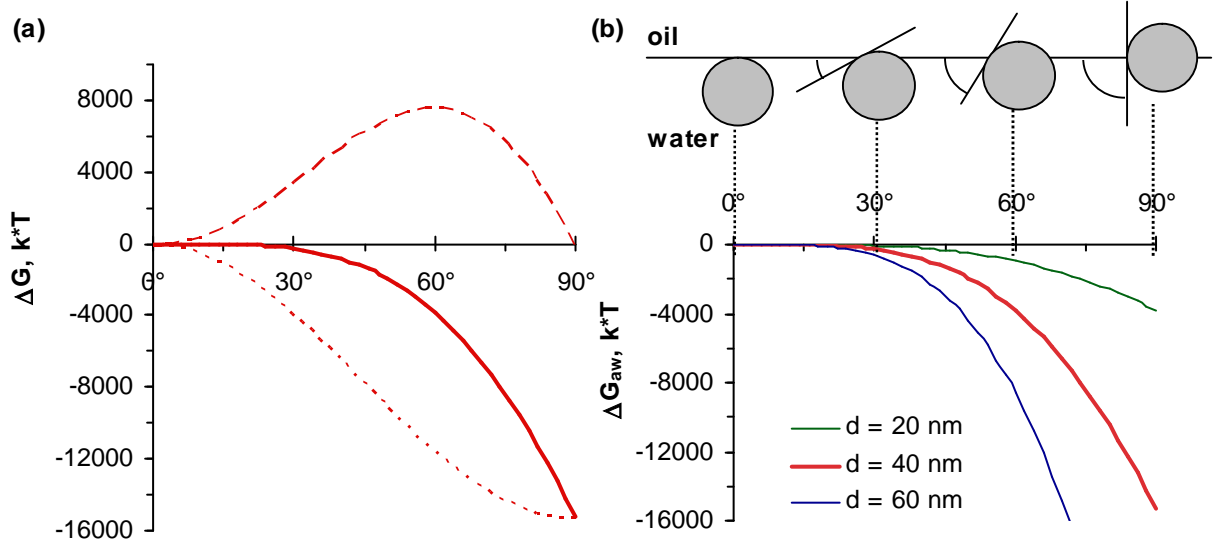 (a)
8000
4000
0
-4000
-8000
-12000
-16000
ΔG, k*T
0° 30° 60° 90°
(b)
oil
water
0° 30° 60° 90°
0
-4000
-8000
-12000
-16000
ΔGaw, k*T
d = 20 nm
d = 40 nm
d = 60 nm